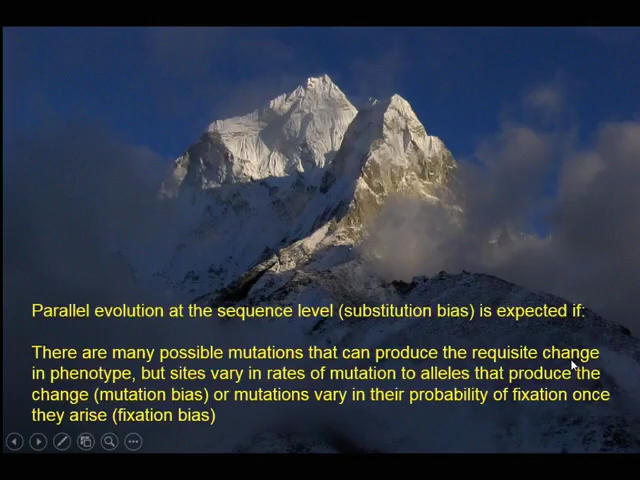 Parallel evolution at the sequence level (substitution bias) is expected if:
There are many possible mutations that can produce the requisite change
in phenotype, but sites vary in rates of mutation to alleles that produce the
change (mutation bias) or mutations vary in their probability of fixation once
they arise (fixation bias)